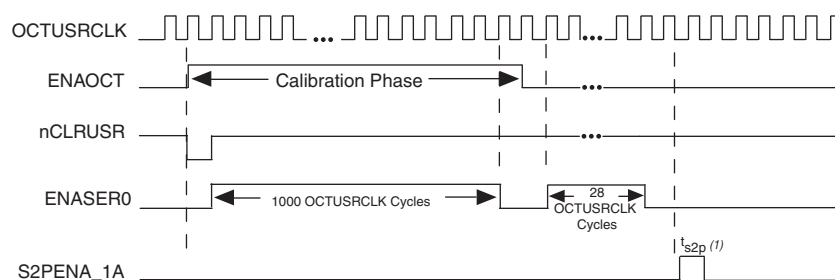 OCTUSRCLK
...
ENAOCT
Calibration Phase
...
nCLRUSR
...
ENASER0
1000 OCTUSRCLK Cycles
28
OCTUSRCLK
Cycles
ts2p (1)
S2PENA_1A